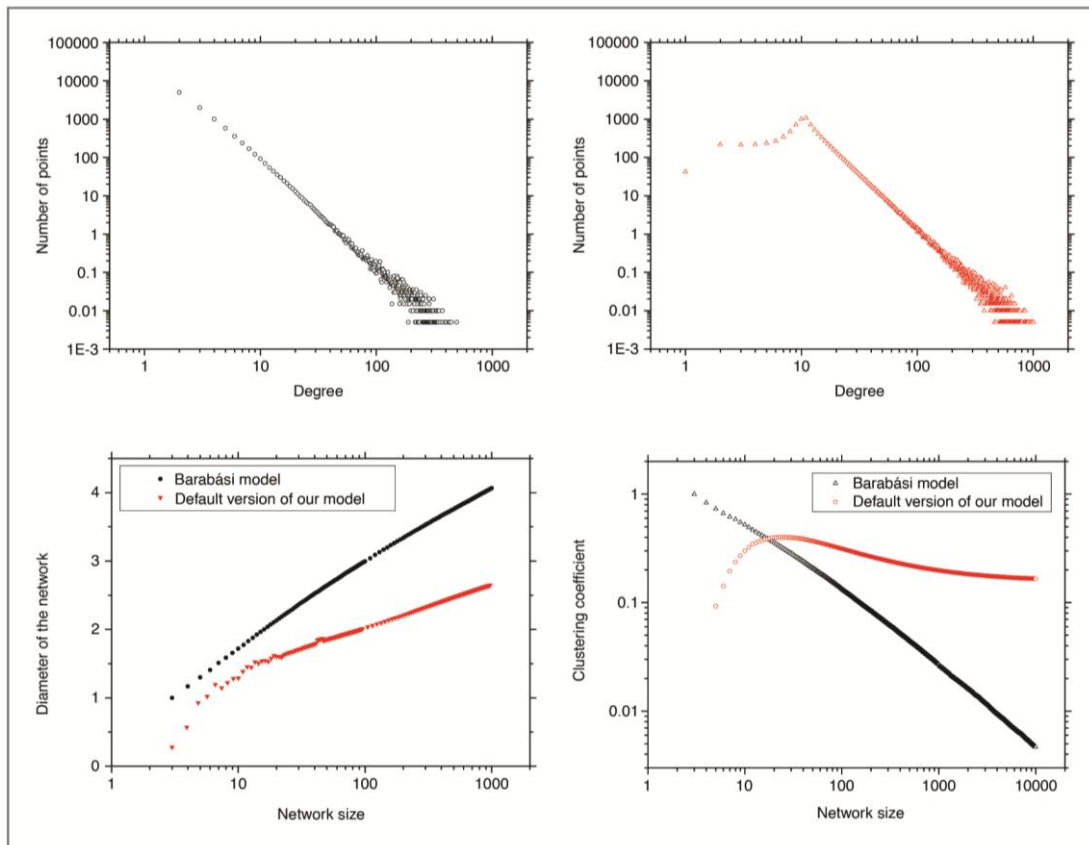 100000
10000
1000
100
10
1
0.1
0.01
1E-3
Number of points
1 10 100 1000
Degree
100000
10000
1000
100
10
1
0.1
0.01
1E-3
Number of points
1 10 100 1000
Degree
Barabási model
Default version of our model
4
3
2
1
0
Diameter of the network
1 10 100 1000
Network size
Barabási model
Default version of our model
1
0.1
0.01
Clustering coefficient
1 10 100 1000 10000
Network size